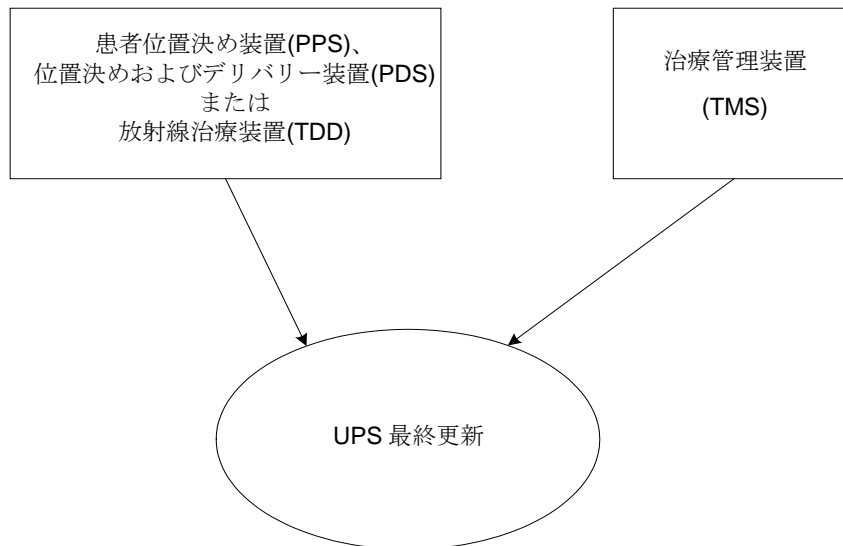 患者位置決め装置(PPS)、
位置決めおよびデリバリー装置(PDS)
または
放射線治療装置(TDD)
治療管理装置
(TMS)
UPS 最終更新